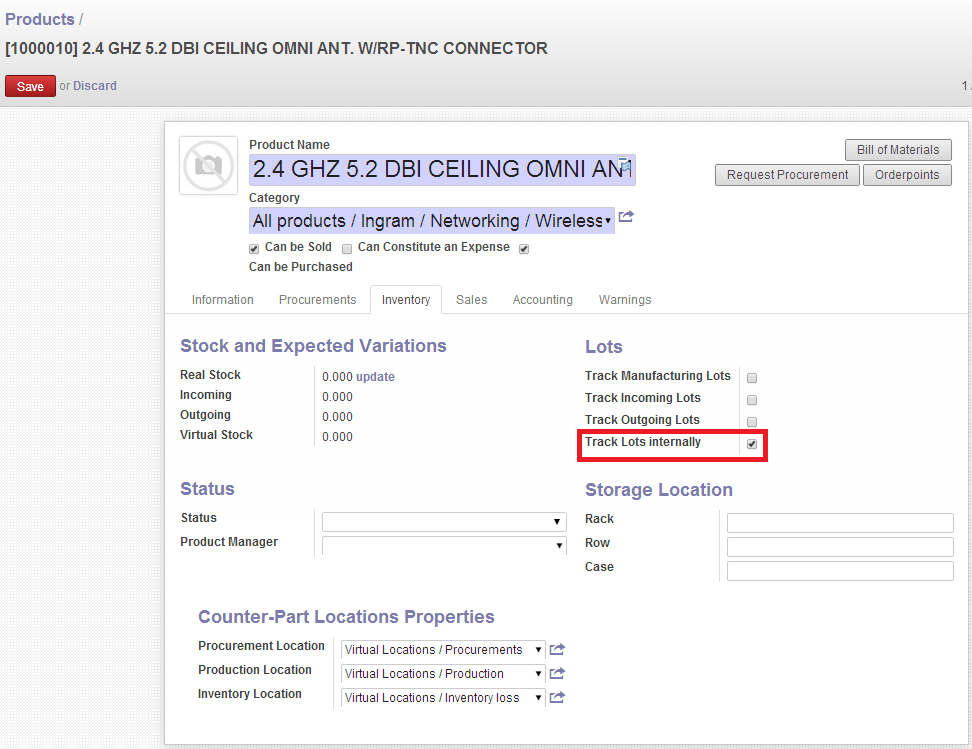 Products /
[1000010] 2.4 GHZ 5.2 DBI CEILING OMNI ANT. W/RP-TNC CONNECTOR
Save or Discard
1
Product Name
2.4 GHZ 5.2 DBI CEILING OMNI ANT
Bill of Materials
Request Procurement Orderpoints
Category
All products / Ingram / Networking / Wireless
Can be Sold Can Constitute an Expense
Can be Purchased
Information Procurements Inventory Sales Accounting Warnings
Stock and Expected Variations
Real Stock 0.000 update
Incoming 0.000
Outgoing 0.000
Virtual Stock 0.000
Lots
Track Manufacturing Lots
Track Incoming Lots
Track Outgoing Lots
Track Lots internally
Status
Status
Product Manager
Storage Location
Rack
Row
Case
Counter-Part Locations Properties
Procurement Location Virtual Locations / Procurements
Production Location Virtual Locations / Production
Inventory Location Virtual Locations / Inventory loss